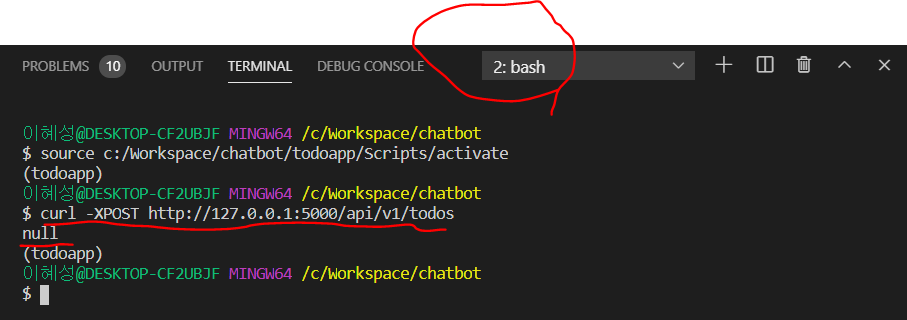 PROBLEMS 10 OUTPUT TERMINAL DEBUG CONSOLE 2: bash
이혜성@DESKTOP-CF2UBJF MINGW64 /c/Workspace/chatbot
$ source c:/Workspace/chatbot/todoapp/Scripts/activate
(todoapp)
이혜성@DESKTOP-CF2UBJF MINGW64 /c/Workspace/chatbot
$ curl -XPOST http://127.0.0.1:5000/api/v1/todos
null
(todoapp)
이혜성@DESKTOP-CF2UBJF MINGW64 /c/Workspace/chatbot
$